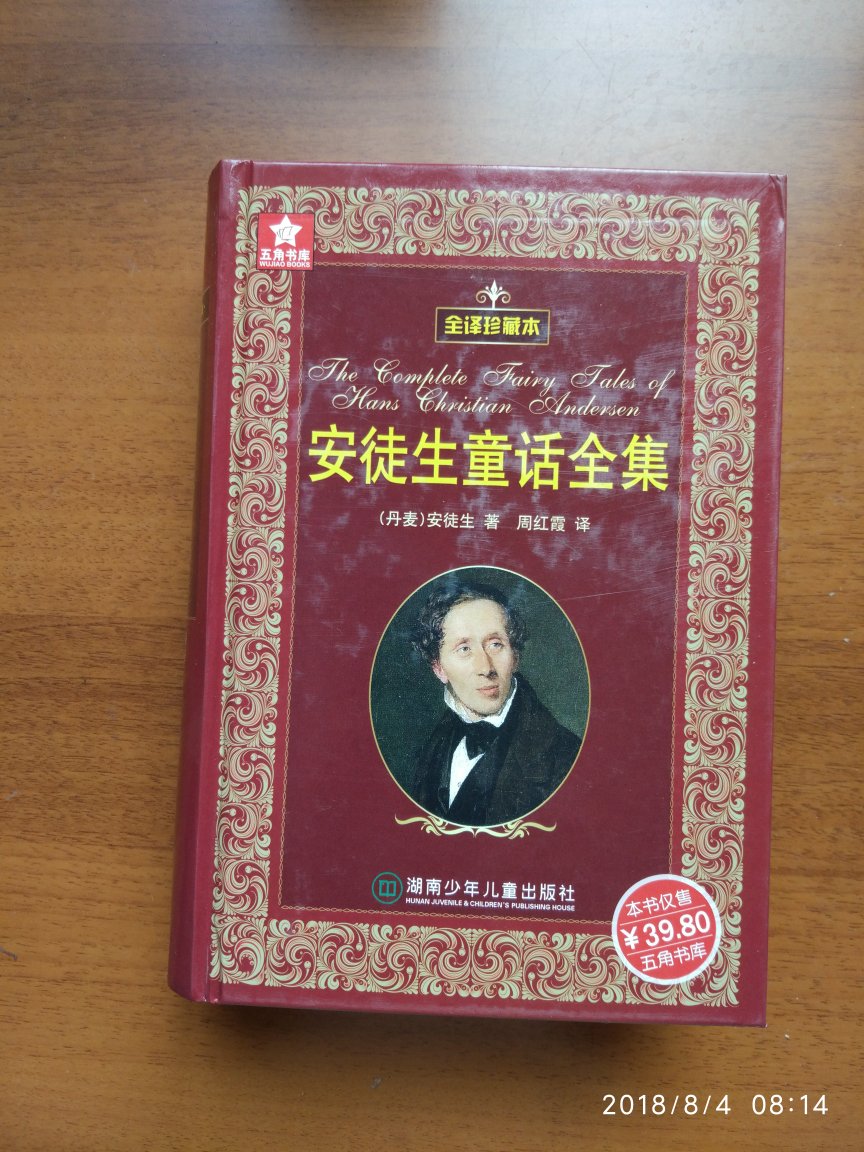 五角书库
WUJIAO BOOKS
全译珍藏本
The Complete Fairy Tales of
Hans Christian Andersen
安徒生童话全集
(丹麦)安徒生 著 周红霞 译
湖南少年儿童出版社
HUNAN JUVENILE & CHILDREN'S PUBLISHING HOUSE
本书仅售
¥39.80
五角书库
2018/8/4 08:14